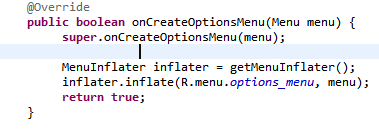 @Override
public boolean onCreateOptionsMenu(Menu menu) {
super.onCreateOptionsMenu(menu);
MenuInflater inflater = getMenuInflater();
inflater.inflate(R.menu.options_menu, menu);
return true;
}